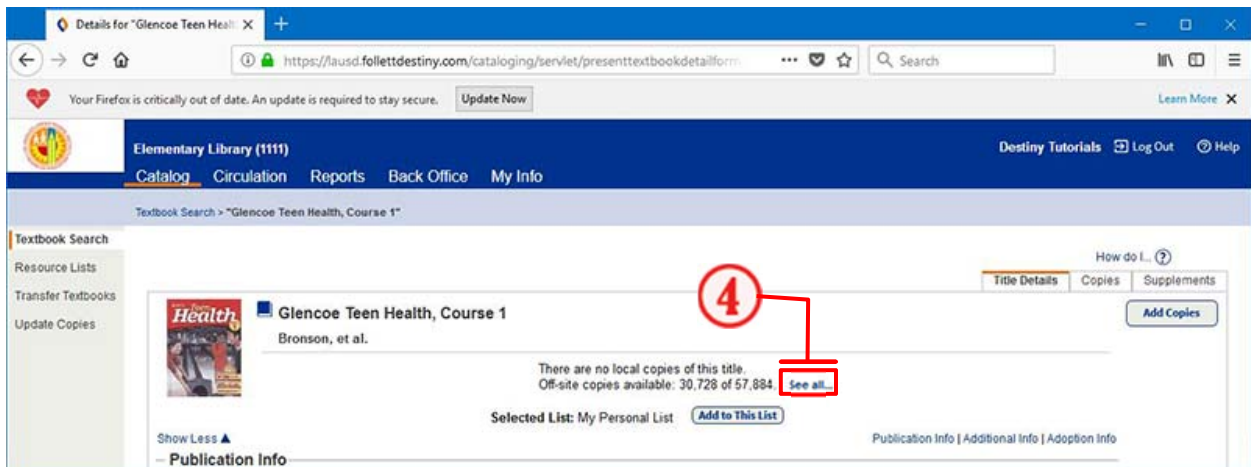 Details for "Glencoe Teen Healt
https://lausd.follettdestiny.com/cataloging/servlet/presenttextbookdetailform
Search
Your Firefox is critically out of date. An update is required to stay secure. Update Now
Learn More
Elementary Library (1111)
Destiny Tutorials Log Out Help
Catalog Circulation Reports Back Office My Info
Textbook Search > "Glencoe Teen Health, Course 1"
Textbook Search
Resource Lists
Transfer Textbooks
Update Copies
How do I...
Title Details Copies Supplements
4
Teen
Health
1
Glencoe Teen Health, Course 1
Add Copies
Bronson, et al.
There are no local copies of this title.
Off-site copies available: 30,728 of 57,884. See all...
Selected List: My Personal List Add to This List
Show Less
Publication Info | Additional Info | Adoption Info
Publication Info